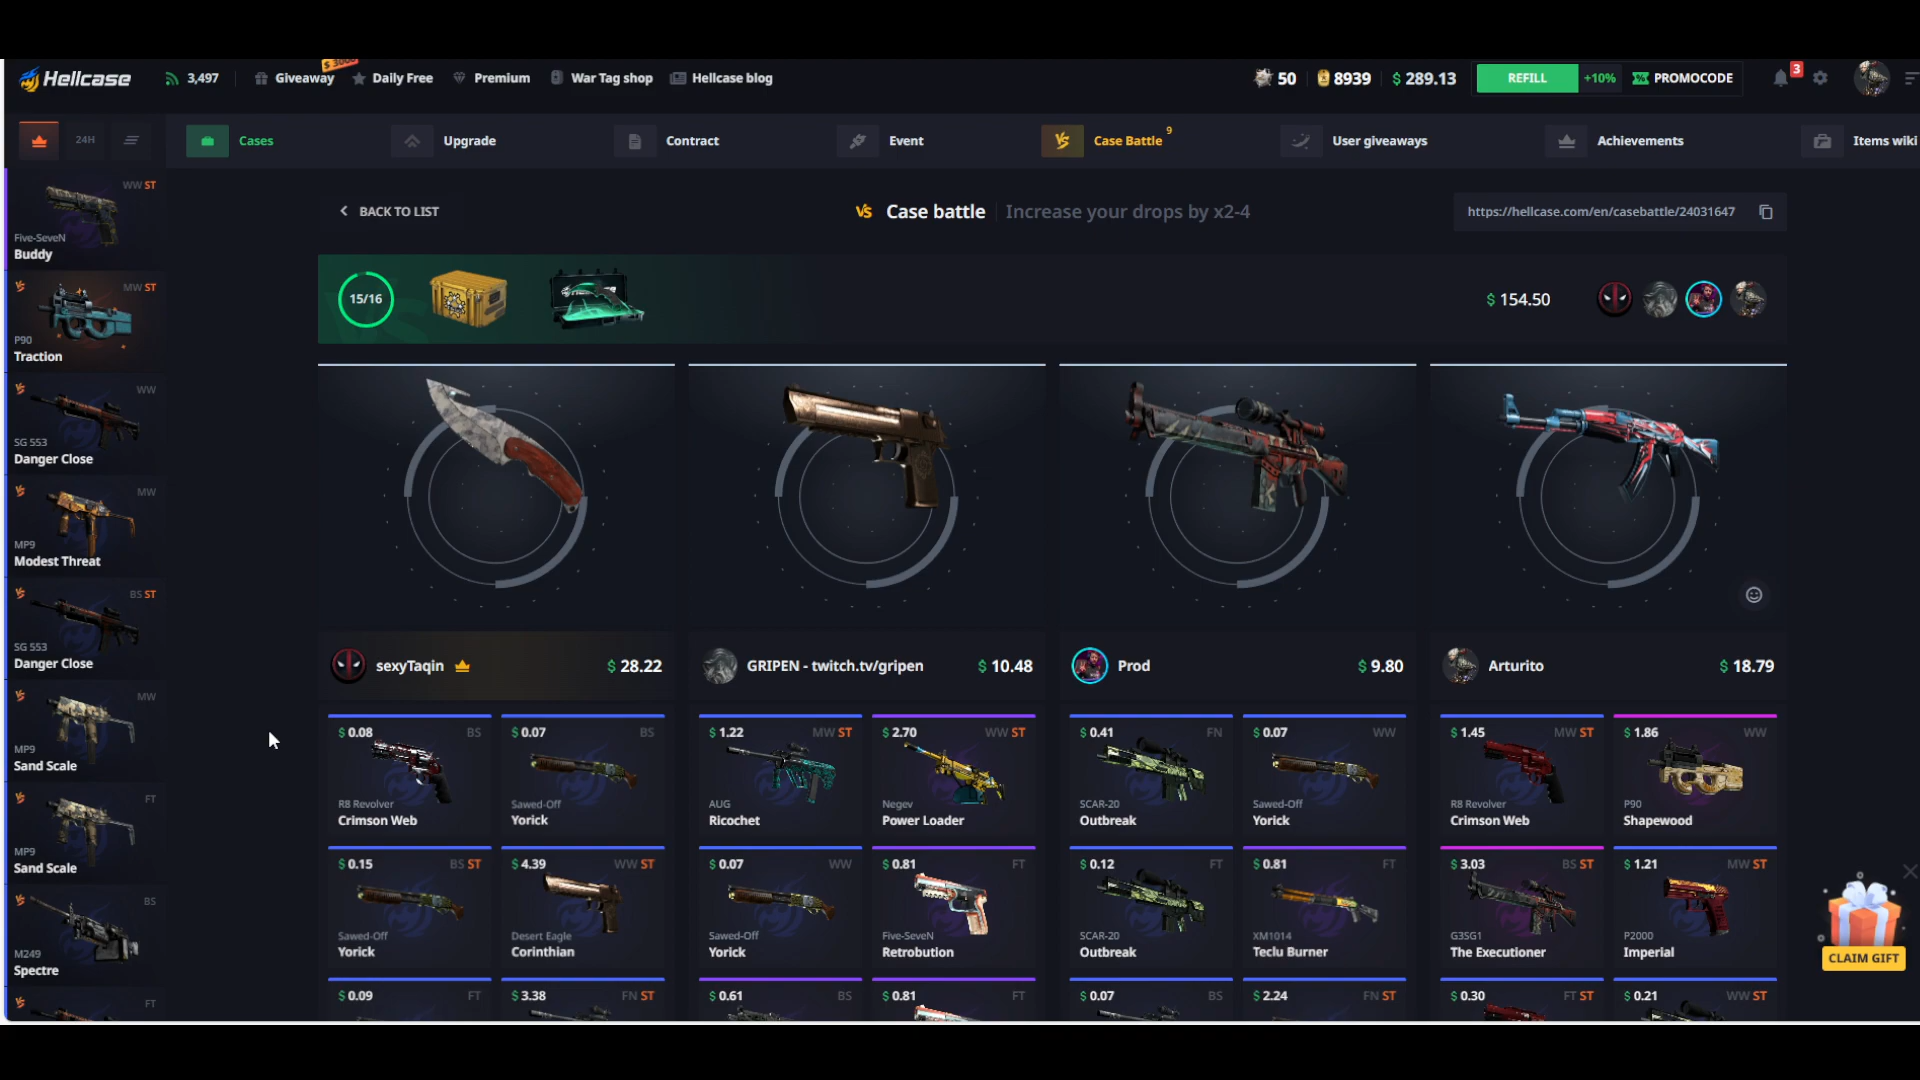 Hellcase
3,497
Giveaway
$ 3000
Daily Free
Premium
War Tag shop
Hellcase blog
50
8939
$ 289.13
REFILL
+10%
PROMOCODE
3
24H
Cases
Upgrade
Contract
Event
Case Battle
9
User giveaways
Achievements
Items wiki
BACK TO LIST
VS Case battle
Increase your drops by x2-4
https://hellcase.com/en/casebattle/24031647
15/16
$ 154.50
WW ST
Five-SeveN
Buddy
MW ST
P90
Traction
WW
SG 553
Danger Close
MW
MP9
Modest Threat
BS ST
SG 553
Danger Close
MW
MP9
Sand Scale
FT
MP9
Sand Scale
BS
M249
Spectre
FT
sexyTaqin
$ 28.22
GRIPEN - twitch.tv/gripen
$ 10.48
Prod
$ 9.80
Arturito
$ 18.79
$ 0.08 BS
R8 Revolver
Crimson Web
$ 0.07 BS
Sawed-Off
Yorick
$ 1.22 MW ST
AUG
Ricochet
$ 2.70 WW ST
Negev
Power Loader
$ 0.41 FN
SCAR-20
Outbreak
$ 0.07 WW
Sawed-Off
Yorick
$ 1.45 MW ST
R8 Revolver
Crimson Web
$ 1.86 WW
P90
Shapewood
$ 0.15 BS ST
Sawed-Off
Yorick
$ 4.39 WW ST
Desert Eagle
Corinthian
$ 0.07 WW
Sawed-Off
Yorick
$ 0.81 FT
Five-SeveN
Retrobution
$ 0.12 FT
SCAR-20
Outbreak
$ 0.81 FT
XM1014
Teclu Burner
$ 3.03 BS ST
G3SG1
The Executioner
$ 1.21 MW ST
P2000
Imperial
$ 0.09 FT
$ 3.38 FN ST
$ 0.61 BS
$ 0.81 FT
$ 0.07 BS
$ 2.24 FN ST
$ 0.30 FT ST
$ 0.21 WW ST
CLAIM GIFT